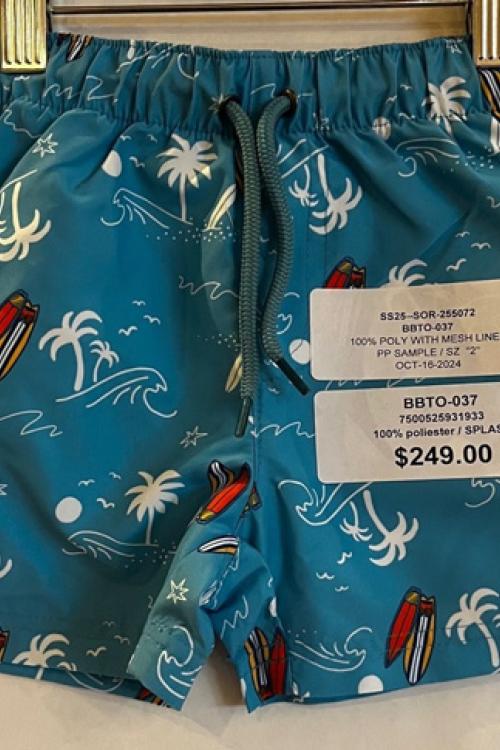 SS25--SOR-255072
BBTO-037
100% POLY WITH MESH LINE
PP SAMPLE / SZ "2"
OCT-16-2024
BBTO-037
7500525931933
100% poliester / SPLAS
$249.00